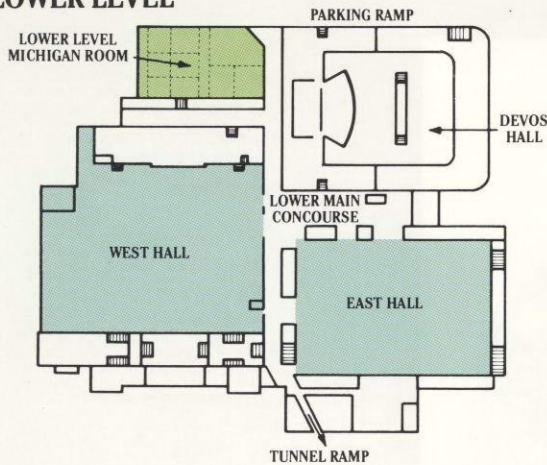 LOWER LEVEL
PARKING RAMP
LOWER LEVEL
MICHIGAN ROOM
DEVOS
HALL
LOWER MAIN
CONCOURSE
WEST HALL
EAST HALL
TUNNEL RAMP